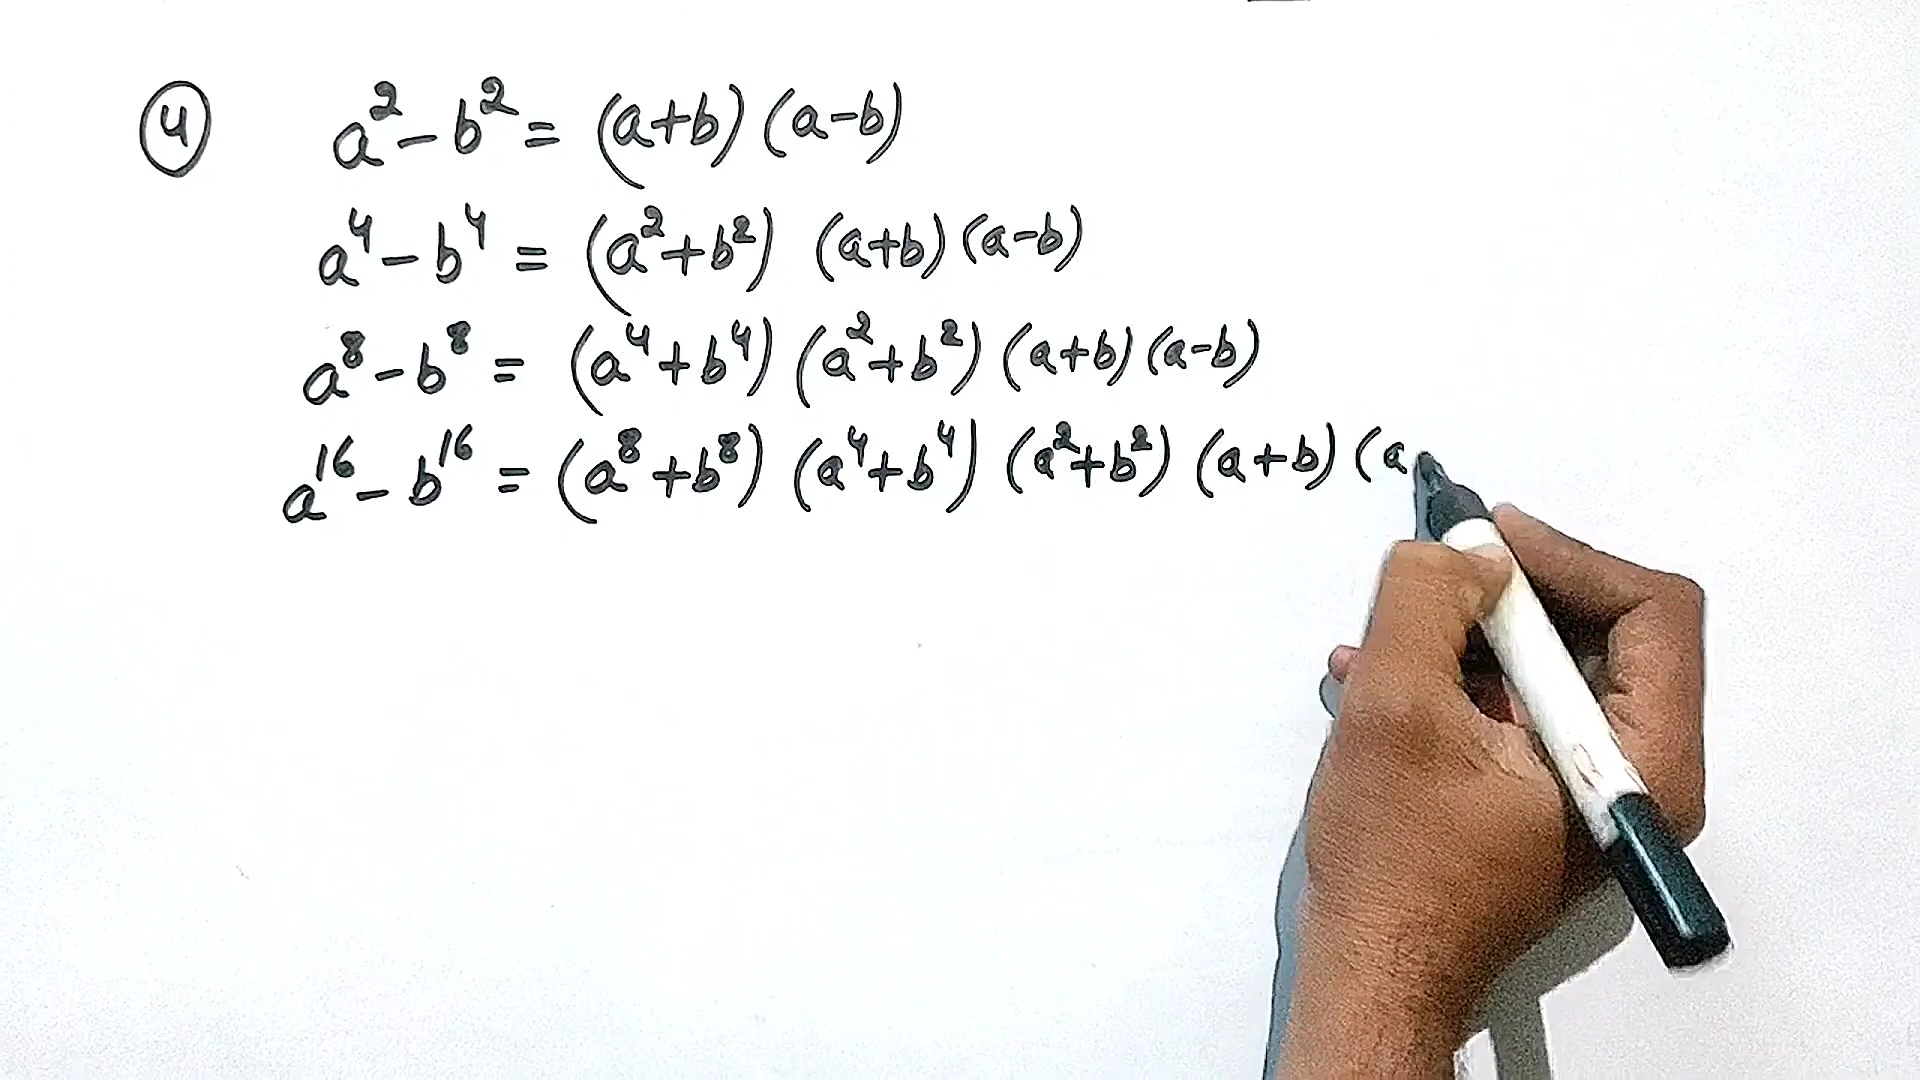 ④ a² - b² = (a+b) (a-b)
a⁴ - b⁴ = (a² + b²) (a+b) (a-b)
a⁸ - b⁸ = (a⁴ + b⁴) (a² + b²) (a+b) (a-b)
a¹⁶ - b¹⁶ = (a⁸ + b⁸) (a⁴ + b⁴) (a² + b²) (a+b) (a